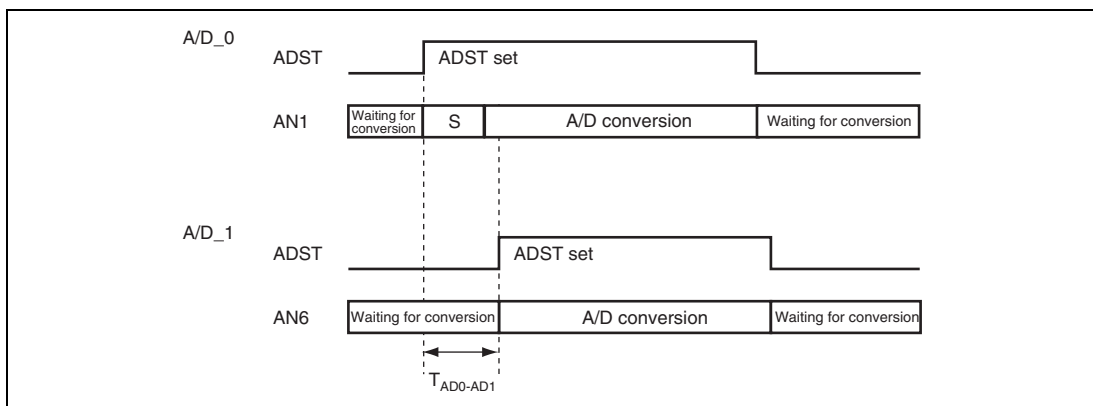 A/D_0
ADST
ADST set
AN1
Waiting for
conversion
S
A/D conversion
Waiting for conversion
A/D_1
ADST
ADST set
AN6
Waiting for conversion
A/D conversion
Waiting for conversion
TAD0-AD1